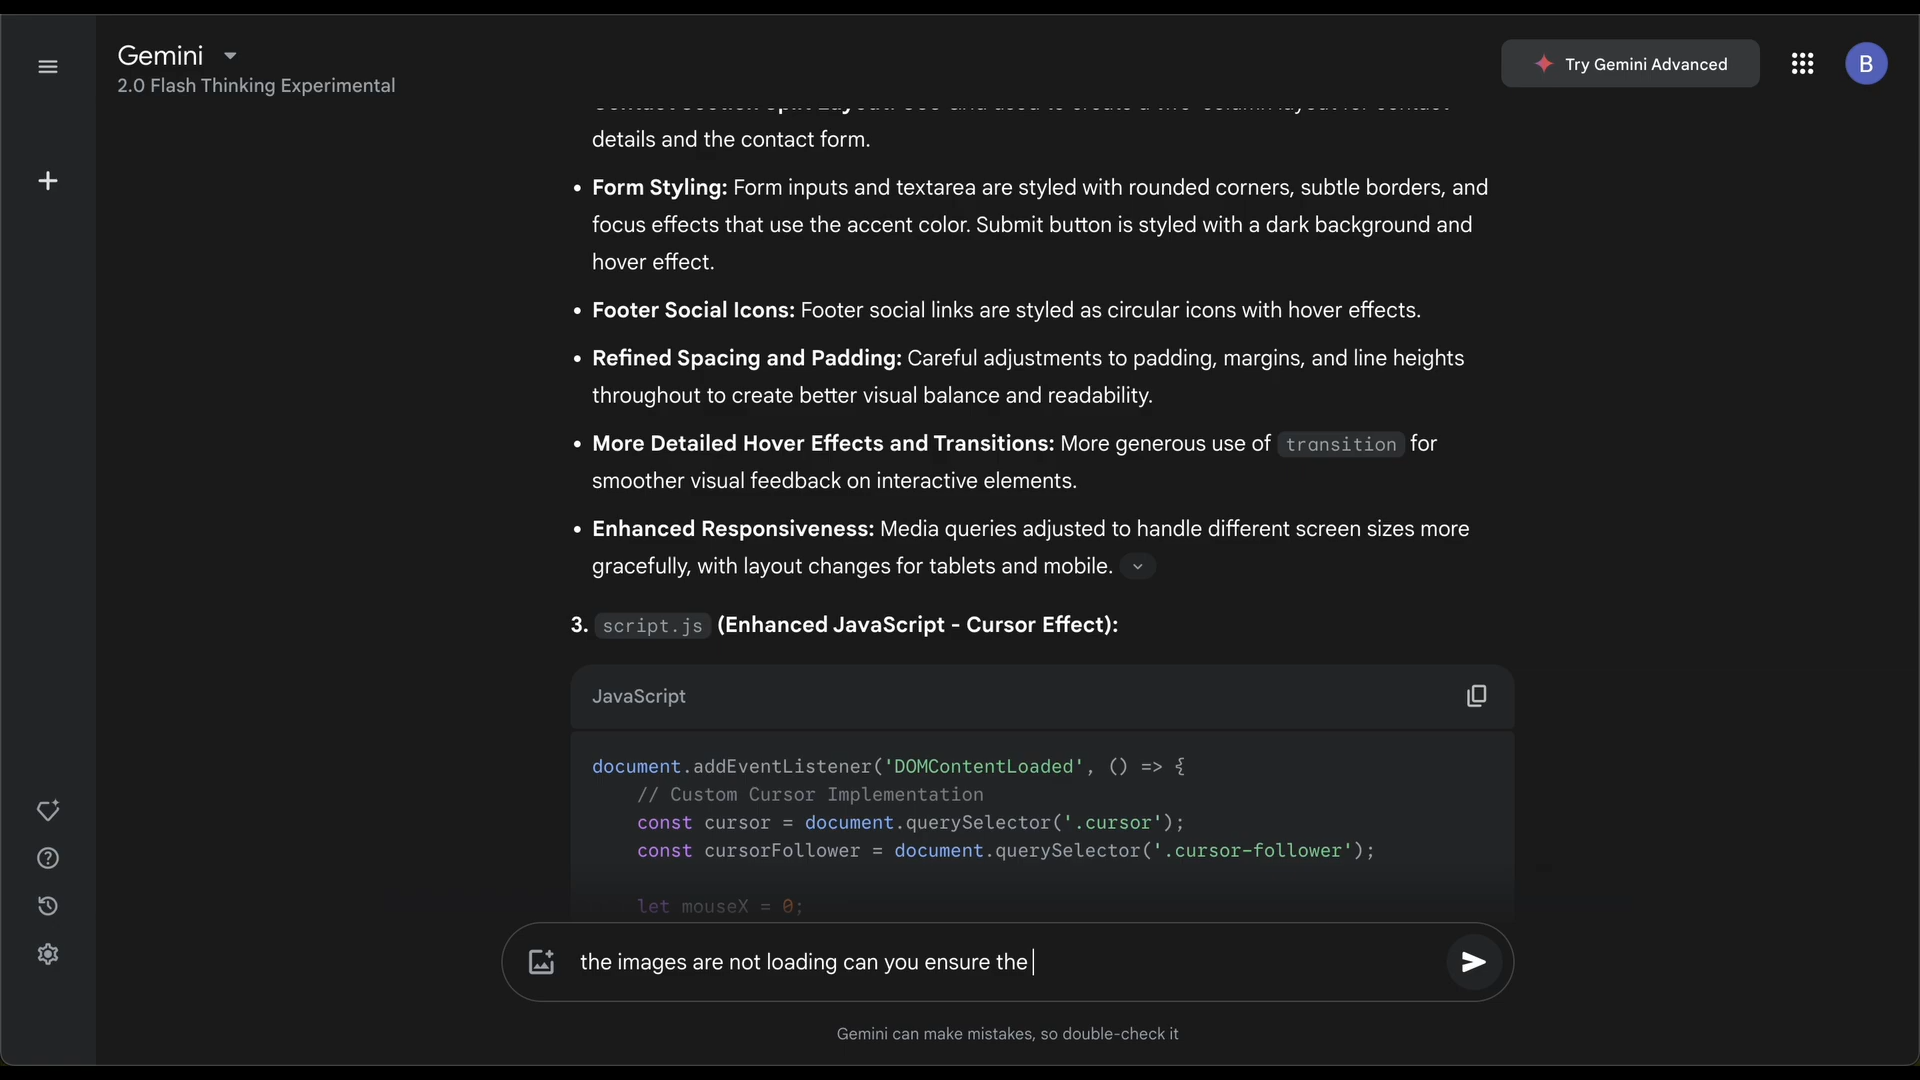 Gemini
2.0 Flash Thinking Experimental
Try Gemini Advanced
B
details and the contact form.
• Form Styling: Form inputs and textarea are styled with rounded corners, subtle borders, and
focus effects that use the accent color. Submit button is styled with a dark background and
hover effect.
• Footer Social Icons: Footer social links are styled as circular icons with hover effects.
• Refined Spacing and Padding: Careful adjustments to padding, margins, and line heights
throughout to create better visual balance and readability.
• More Detailed Hover Effects and Transitions: More generous use of transition for
smoother visual feedback on interactive elements.
• Enhanced Responsiveness: Media queries adjusted to handle different screen sizes more
gracefully, with layout changes for tablets and mobile.
3. script.js (Enhanced JavaScript - Cursor Effect):
JavaScript
document.addEventListener('DOMContentLoaded', () => {
// Custom Cursor Implementation
const cursor = document.querySelector('.cursor');
const cursorFollower = document.querySelector('.cursor-follower');
let mouseX = 0;
the images are not loading can you ensure the
Gemini can make mistakes, so double-check it